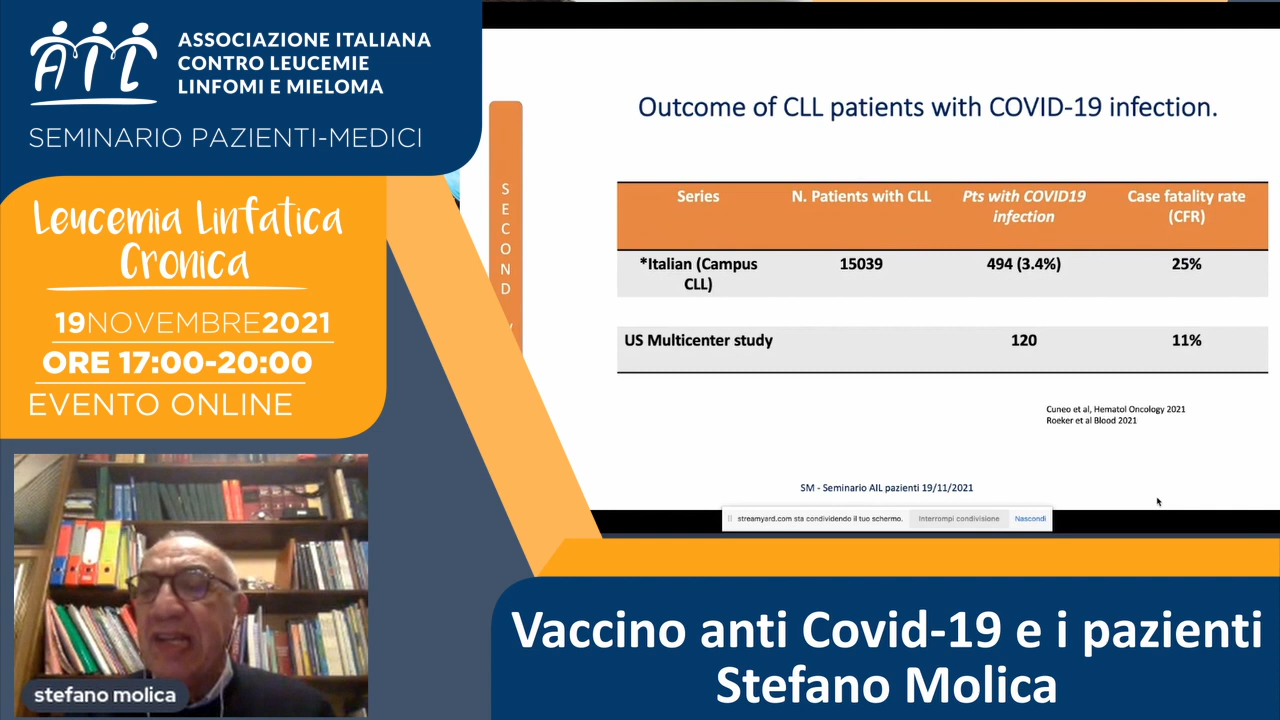 AIL
ASSOCIAZIONE ITALIANA
CONTRO LEUCEMIE
LINFOMI E MIELOMA
SEMINARIO PAZIENTI-MEDICI
Leucemia Linfatica
Cronica
19NOVEMBRE2021
ORE 17:00-20:00
EVENTO ONLINE
stefano molica
SECOND
Outcome of CLL patients with COVID-19 infection.
Series N. Patients with CLL Pts with COVID19 infection Case fatality rate (CFR)
*Italian (Campus CLL) 15039 494 (3.4%) 25%
US Multicenter study 120 11%
Cuneo et al, Hematol Oncology 2021
Roeker et al Blood 2021
SM - Seminario AIL pazienti 19/11/2021
streamyard.com sta condividendo il tuo schermo. Interrompi condivisione Nascondi
Vaccino anti Covid-19 e i pazienti
Stefano Molica